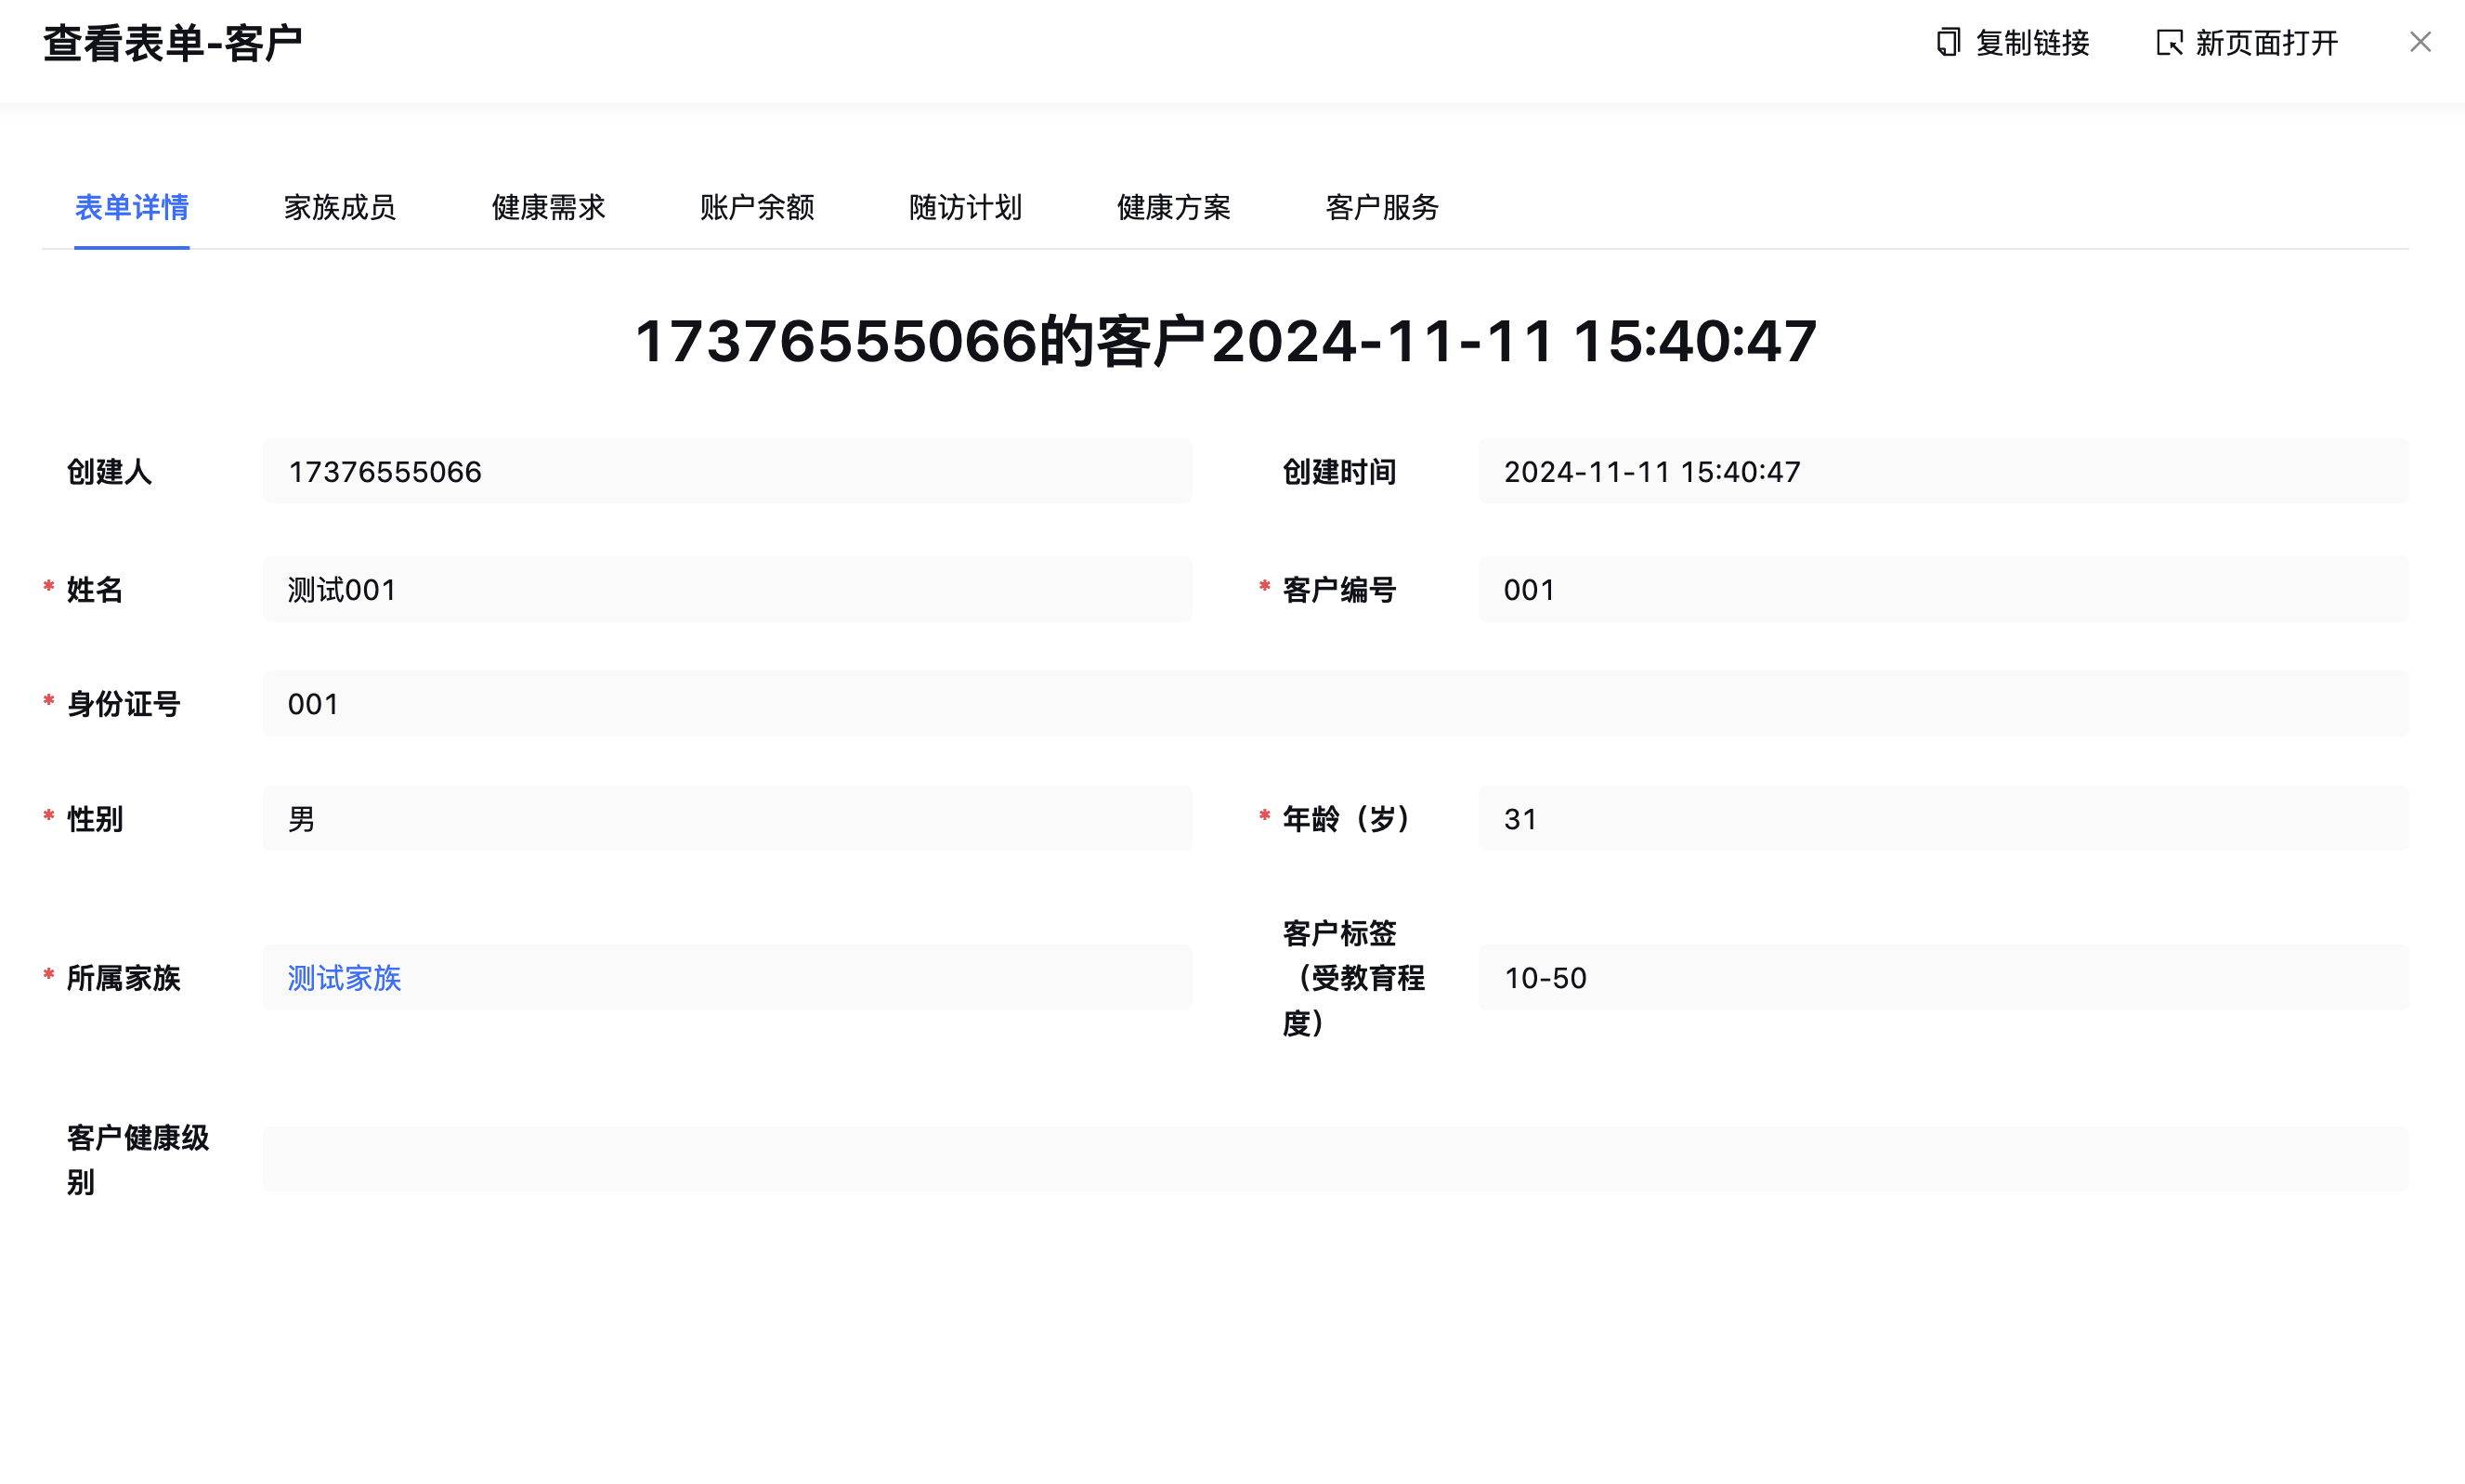 查看表单-客户
复制链接
新页面打开
表单详情 家族成员 健康需求 账户余额 随访计划 健康方案 客户服务
17376555066的客户2024-11-11 15:40:47
创建人 17376555066
创建时间 2024-11-11 15:40:47
* 姓名 测试001
* 客户编号 001
* 身份证号 001
* 性别 男
* 年龄（岁） 31
* 所属家族 测试家族
客户标签
（受教育程
度）
10-50
客户健康级
别